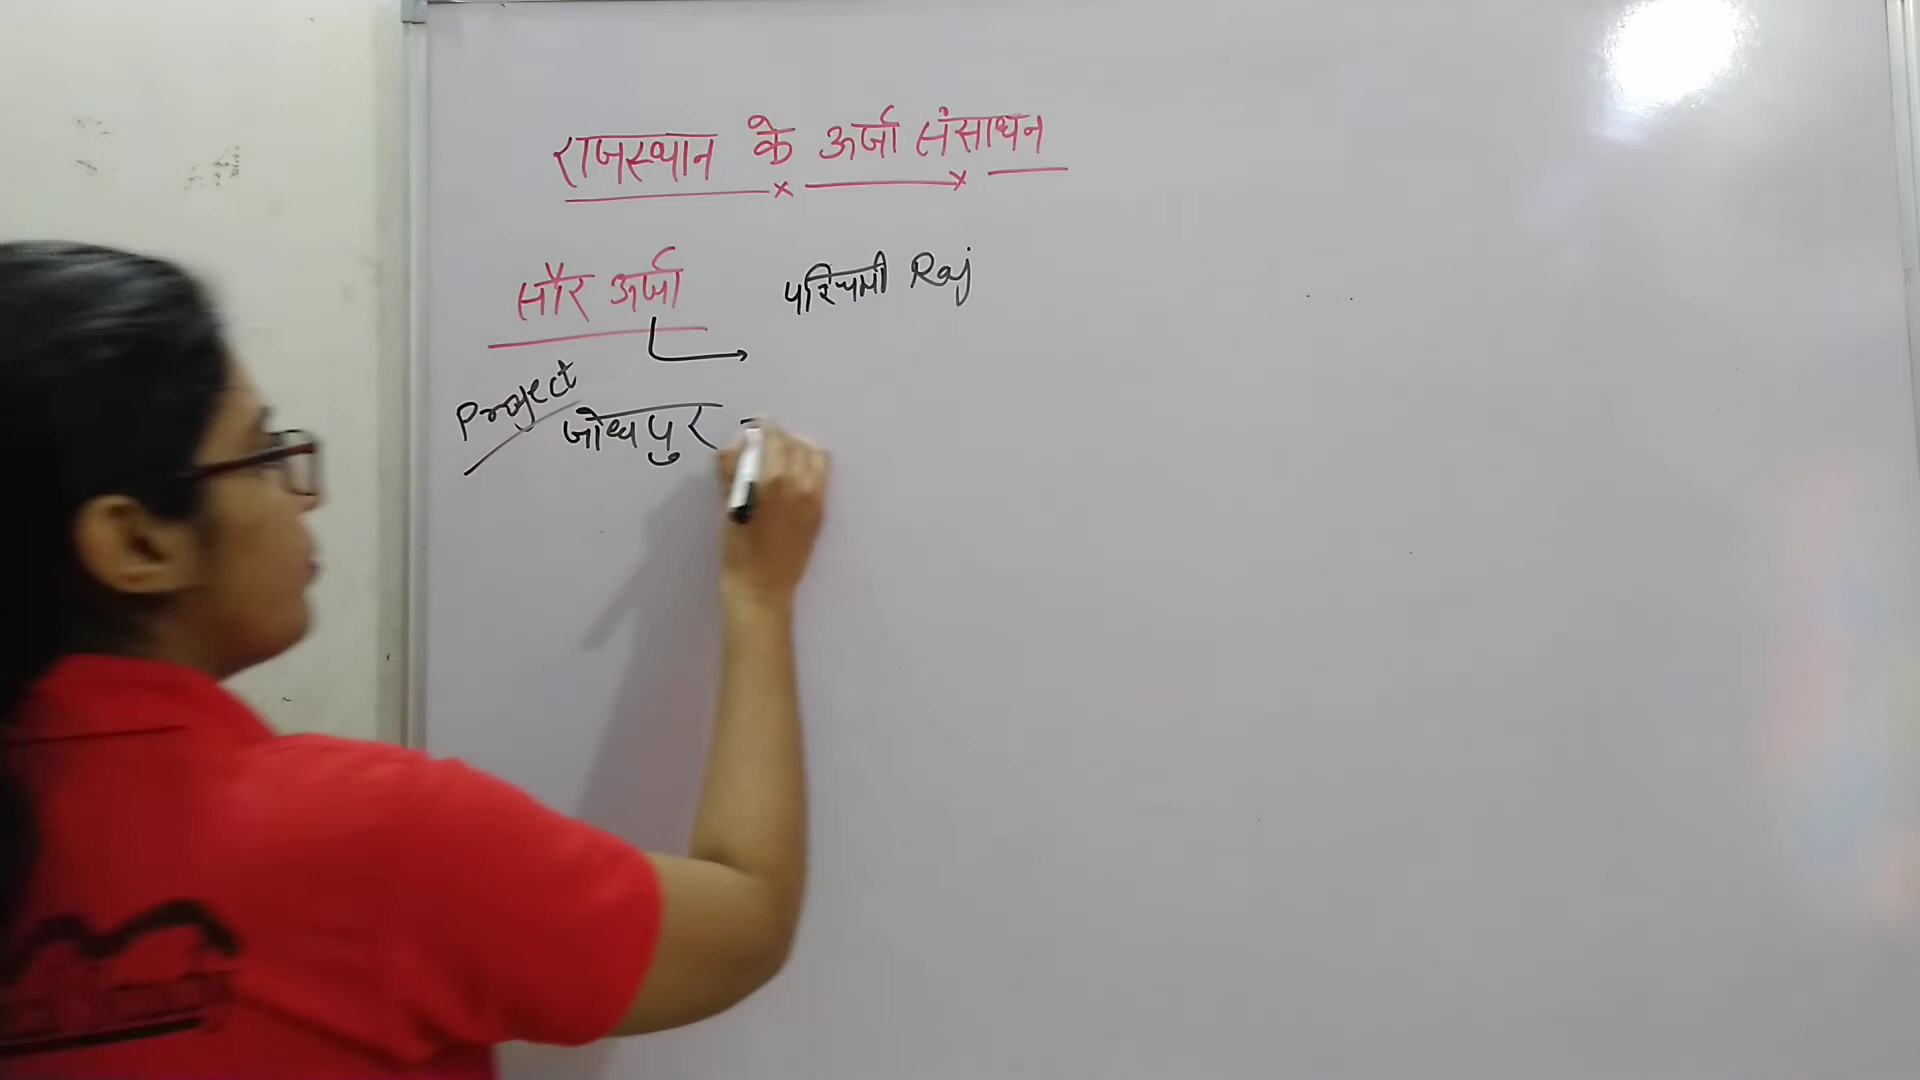 राजस्थान के ऊर्जा संसाधन
सौर ऊर्जा पश्चिमी Raj
Project
जोधपुर